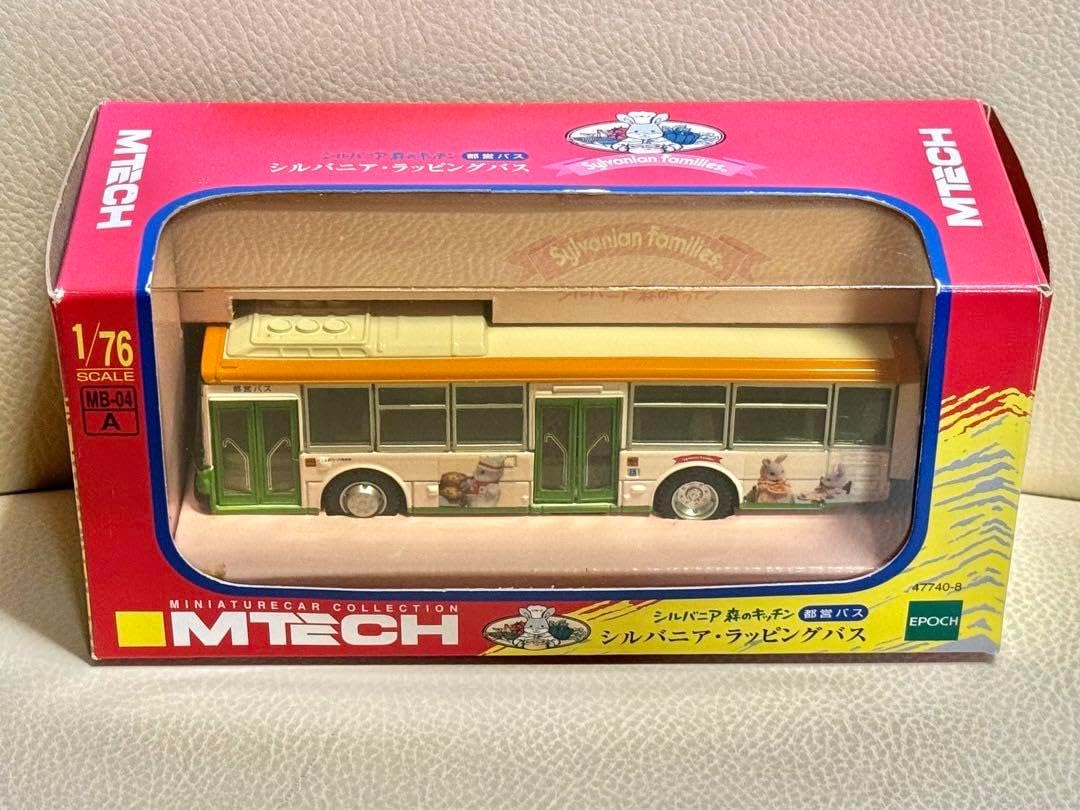 MTECH
シルバニア 森のキッチン 都営バス
シルバニア・ラッピングバス
Sylvanian families®
MTECH
Sylvanian families®
シルバニア 森のキッチン
1/76
SCALE
MB-04
A
都営バス
47740-8
MINIATURECAR COLLECTION
MTECH
シルバニア 森のキッチン 都営バス
シルバニア・ラッピングバス
EPOCH